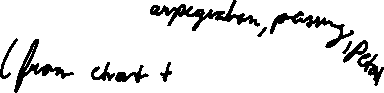 arpeggiation, passing, pedal
(from chart +